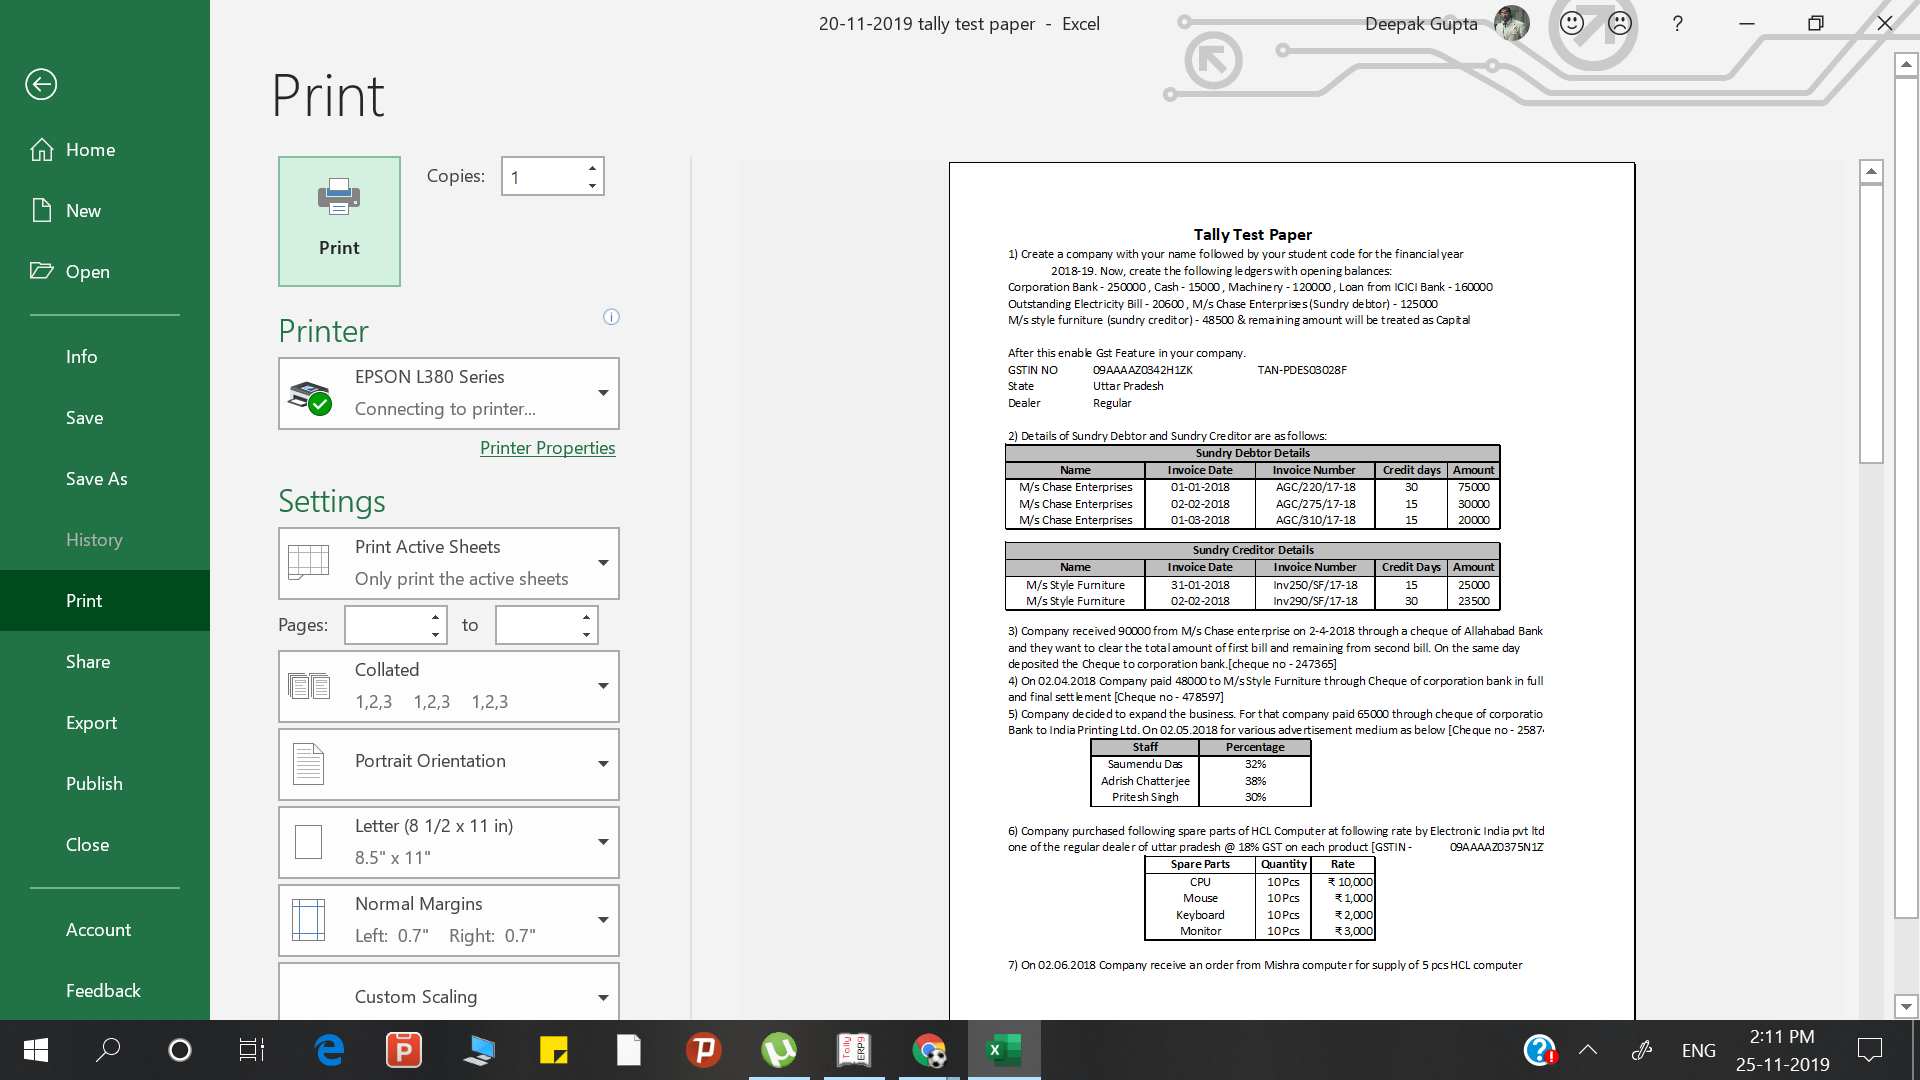 20-11-2019 tally test paper - Excel
Deepak Gupta
?
Print
Home
New
Open
Info
Save
Save As
History
Print
Share
Export
Publish
Close
Account
Feedback
Print
Copies: 1
Printer
EPSON L380 Series
Connecting to printer...
Printer Properties
Settings
Print Active Sheets
Only print the active sheets
Pages: to
Collated
1,2,3 1,2,3 1,2,3
Portrait Orientation
Letter (8 1/2 x 11 in)
8.5" x 11"
Normal Margins
Left: 0.7" Right: 0.7"
Custom Scaling
Tally Test Paper
1) Create a company with your name followed by your student code for the financial year
2018-19. Now, create the following ledgers with opening balances:
Corporation Bank - 250000 , Cash - 15000 , Machinery - 120000 , Loan from ICICI Bank - 160000
Outstanding Electricity Bill - 20600 , M/s Chase Enterprises (Sundry debtor) - 125000
M/s style furniture (sundry creditor) - 48500 & remaining amount will be treated as Capital
After this enable Gst Feature in your company.
GSTIN NO 09AAAAZ0342H1ZK TAN-PDES03028F
State Uttar Pradesh
Dealer Regular
2) Details of Sundry Debtor and Sundry Creditor are as follows:
Sundry Debtor Details
Name Invoice Date Invoice Number Credit days Amount
M/s Chase Enterprises 01-01-2018 AGC/220/17-18 30 75000
M/s Chase Enterprises 02-02-2018 AGC/275/17-18 15 30000
M/s Chase Enterprises 01-03-2018 AGC/310/17-18 15 20000
Sundry Creditor Details
Name Invoice Date Invoice Number Credit Days Amount
M/s Style Furniture 31-01-2018 Inv250/SF/17-18 15 25000
M/s Style Furniture 02-02-2018 Inv290/SF/17-18 30 23500
3) Company received 90000 from M/s Chase enterprise on 2-4-2018 through a cheque of Allahabad Bank
and they want to clear the total amount of first bill and remaining from second bill. On the same day
deposited the Cheque to corporation bank.[cheque no - 247365]
4) On 02.04.2018 Company paid 48000 to M/s Style Furniture through Cheque of corporation bank in full
and final settlement [Cheque no - 478597]
5) Company decided to expand the business. For that company paid 65000 through cheque of corporatio
Bank to India Printing Ltd. On 02.05.2018 for various advertisement medium as below [Cheque no - 2587
Staff Percentage
Saumendu Das 32%
Adrish Chatterjee 38%
Pritesh Singh 30%
6) Company purchased following spare parts of HCL Computer at following rate by Electronic India pvt ltd
one of the regular dealer of uttar pradesh @ 18% GST on each product [GSTIN - 09AAAAZ0375N1Z
Spare Parts Quantity Rate
CPU 10 Pcs ₹ 10,000
Mouse 10 Pcs ₹ 1,000
Keyboard 10 Pcs ₹ 2,000
Monitor 10 Pcs ₹ 3,000
7) On 02.06.2018 Company receive an order from Mishra computer for supply of 5 pcs HCL computer
Tally ERP9
ENG
2:11 PM
25-11-2019